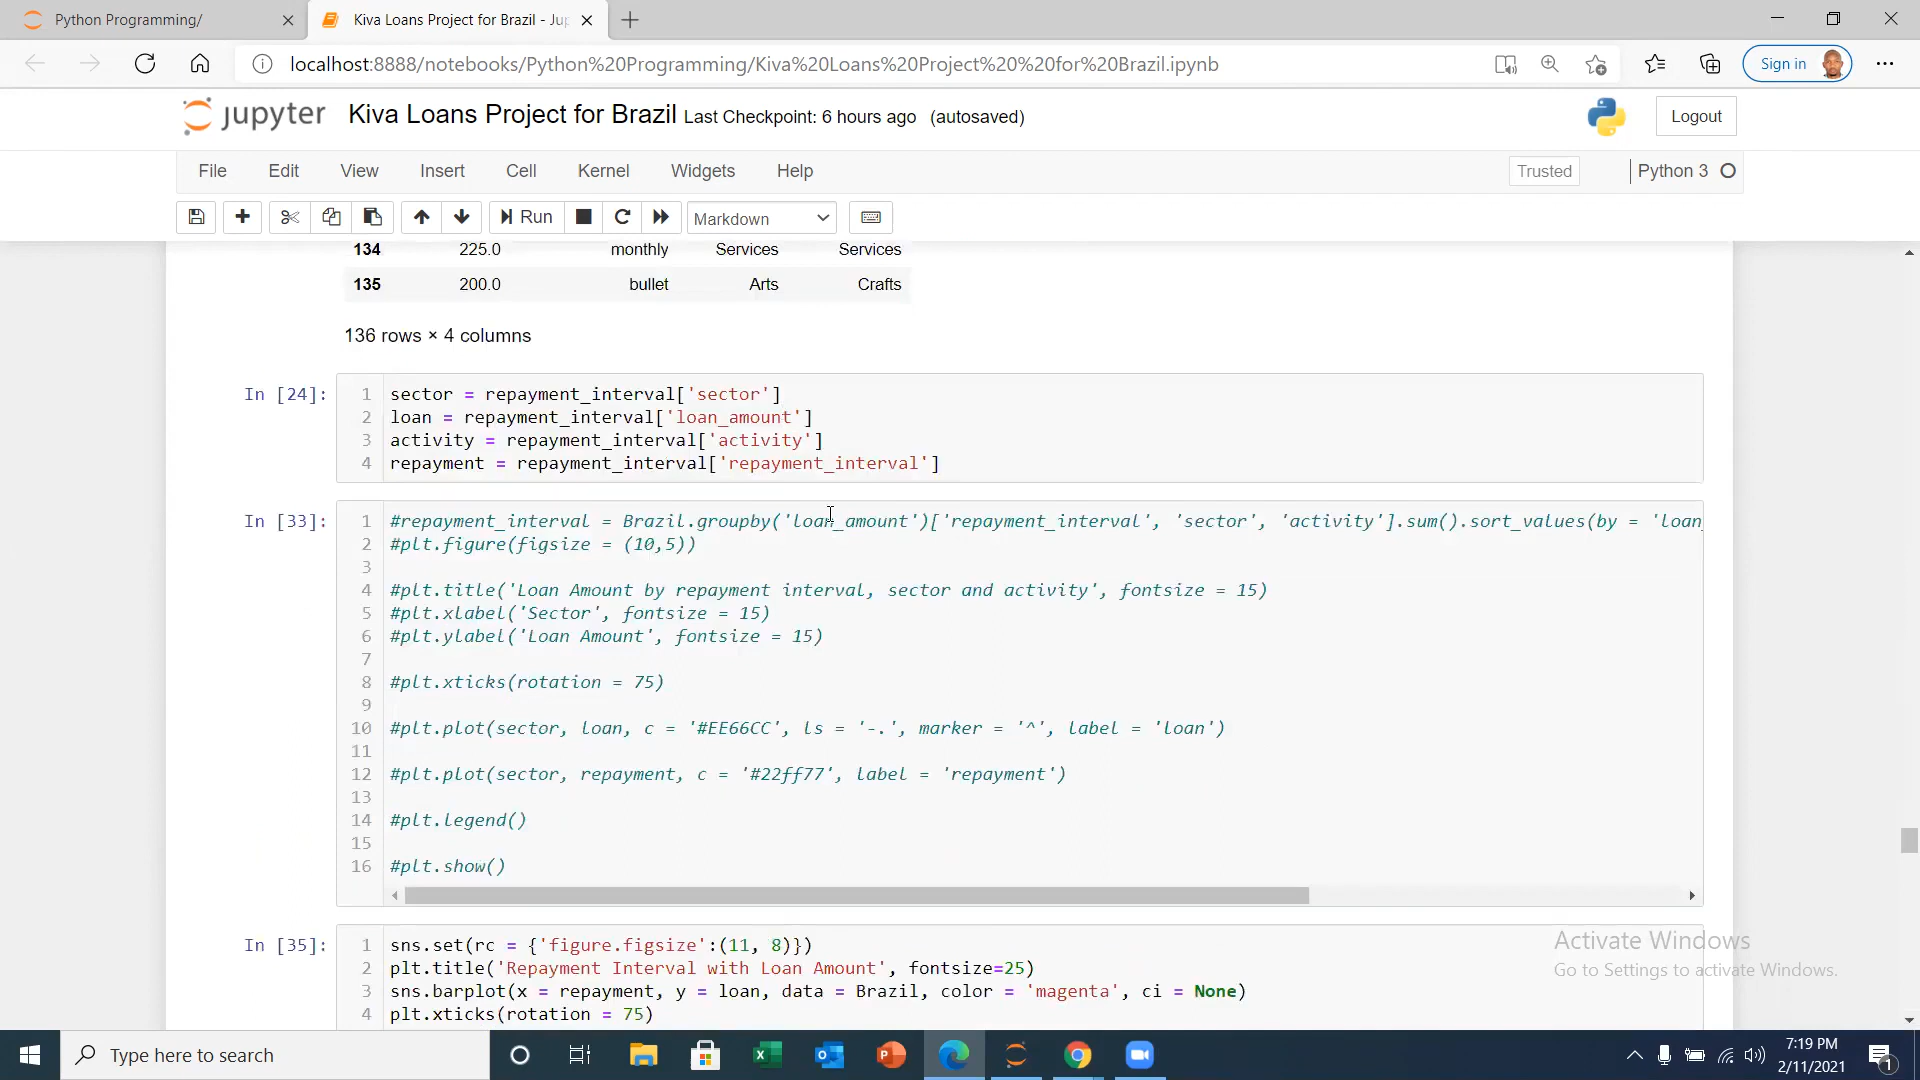 Python Programming/
Kiva Loans Project for Brazil - Ju
localhost:8888/notebooks/Python%20Programming/Kiva%20Loans%20Project%20%20for%20Brazil.ipynb
Sign in
jupyter
Kiva Loans Project for Brazil Last Checkpoint: 6 hours ago (autosaved)
Logout
File Edit View Insert Cell Kernel Widgets Help
Trusted
Python 3
Run
Markdown
134 225.0 monthly Services Services
135 200.0 bullet Arts Crafts
136 rows × 4 columns
In [24]:
1 sector = repayment_interval['sector']
2 loan = repayment_interval['loan_amount']
3 activity = repayment_interval['activity']
4 repayment = repayment_interval['repayment_interval']
In [33]:
1 #repayment_interval = Brazil.groupby('loan_amount')['repayment_interval', 'sector', 'activity'].sum().sort_values(by = 'loan_
2 #plt.figure(figsize = (10,5))
3
4 #plt.title('Loan Amount by repayment interval, sector and activity', fontsize = 15)
5 #plt.xlabel('Sector', fontsize = 15)
6 #plt.ylabel('Loan Amount', fontsize = 15)
7
8 #plt.xticks(rotation = 75)
9
10 #plt.plot(sector, loan, c = '#EE66CC', ls = '-.', marker = '^', label = 'loan')
11
12 #plt.plot(sector, repayment, c = '#22ff77', label = 'repayment')
13
14 #plt.legend()
15
16 #plt.show()
In [35]:
1 sns.set(rc = {'figure.figsize':(11, 8)})
2 plt.title('Repayment Interval with Loan Amount', fontsize=25)
3 sns.barplot(x = repayment, y = loan, data = Brazil, color = 'magenta', ci = None)
4 plt.xticks(rotation = 75)
Activate Windows
Go to Settings to activate Windows.
Type here to search
7:19 PM
2/11/2021
1